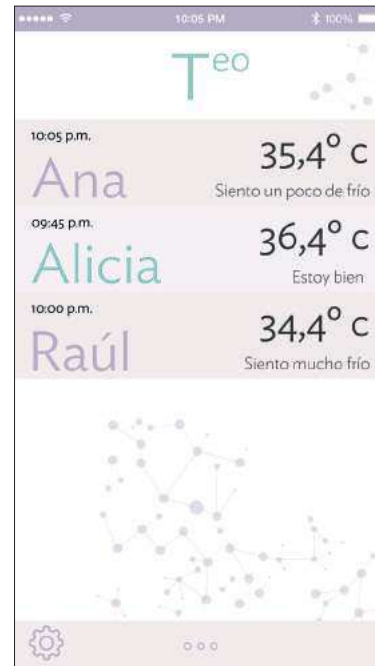 10:05 PM 100%
Teo
10:05 p.m.
Ana
35,4° c
Siento un poco de frío
09:45 p.m.
Alicia
36,4° c
Estoy bien
10:00 p.m.
Raúl
34,4° c
Siento mucho frío